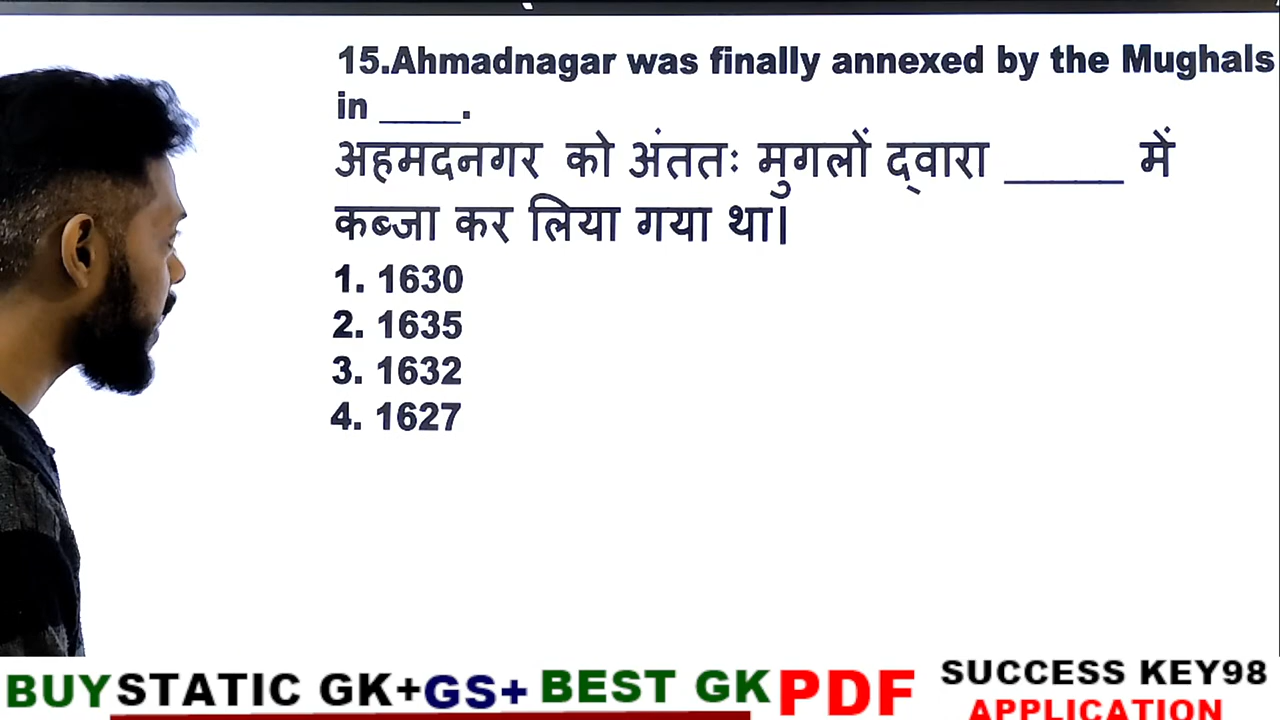 15.Ahmadnagar was finally annexed by the Mughals
in _____.
अहमदनगर को अंततः मुगलों द्वारा _____ में
कब्जा कर लिया गया था।
1. 1630
2. 1635
3. 1632
4. 1627
BUY STATIC GK+GS+ BEST GK PDF SUCCESS KEY98
APPLICATION